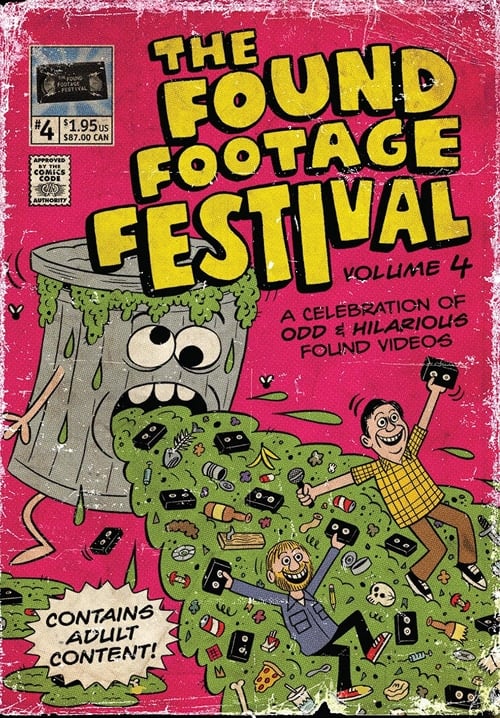 THE
FOUND
FOOTAGE
FESTIVAL
VOLUME 4
A CELEBRATION OF
ODD & HILARIOUS
FOUND VIDEOS
THE FOUND
FOOTAGE
FESTIVAL
#4
$1.95 US
$87.00 CAN
APPROVED
BY THE
COMICS
CODE
AUTHORITY
CONTAINS
ADULT
CONTENT!